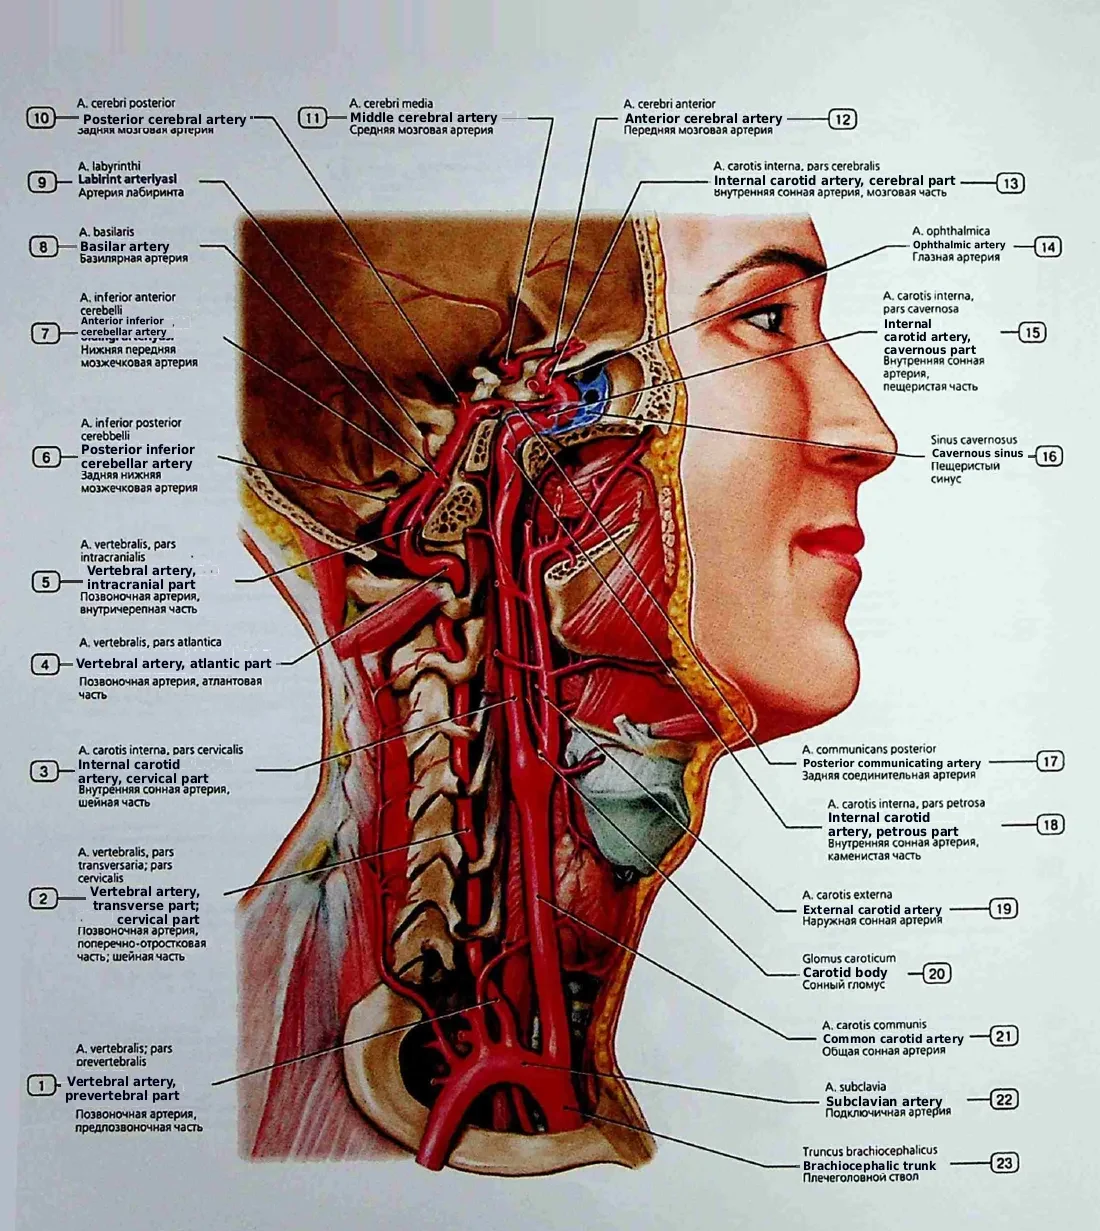 A. cerebri posterior
10 Posterior cerebral artery
Задняя мозговая артерия
A. cerebri media
11 Middle cerebral artery
Средняя мозговая артерия
A. cerebri anterior
Anterior cerebral artery 12
Передняя мозговая артерия
A. labyrinthi
9 Labirint arteriyasi
Артерия лабиринта
A. carotis interna, pars cerebralis
Internal carotid artery, cerebral part 13
Внутренняя сонная артерия, мозговая часть
A. basilaris
8 Basilar artery
Базилярная артерия
A. ophthalmica
Ophthalmic artery 14
Глазная артерия
A. inferior anterior
cerebelli
Anterior inferior
7 cerebellar artery
Нижняя передняя
мозжечковая артерия
A. carotis interna,
pars cavernosa
Internal
carotid artery, 15
cavernous part
Внутренняя сонная
артерия,
пещеристая часть
A. inferior posterior
cerebbelli
Posterior inferior
6 cerebellar artery
Задняя нижняя
мозжечковая артерия
Sinus cavernosus
Cavernous sinus 16
Пещеристый
синус
A. vertebralis, pars
intracranialis
Vertebral artery,
5 intracranial part
Позвоночная артерия,
внутричерепная часть
A. vertebralis, pars atlantica
4 Vertebral artery, atlantic part
Позвоночная артерия, атлантовая
часть
A. carotis interna, pars cervicalis
Internal carotid
3 artery, cervical part
Внутренняя сонная артерия,
шейная часть
A. communicans posterior
Posterior communicating artery 17
Задняя соединительная артерия
A. carotis interna, pars petrosa
Internal carotid
artery, petrous part 18
Внутренняя сонная артерия,
каменистая часть
A. vertebralis, pars
transversaria; pars
cervicalis
Vertebral artery,
2 transverse part;
cervical part
Позвоночная артерия,
поперечно-отростковая
часть; шейная часть
A. carotis externa
External carotid artery 19
Наружная сонная артерия
Glomus caroticum
Carotid body 20
Сонный гломус
A. carotis communis
Common carotid artery 21
Общая сонная артерия
A. vertebralis; pars
prevertebralis
1 Vertebral artery,
prevertebral part
Позвоночная артерия,
предпозвоночная часть
A. subclavia
Subclavian artery 22
Подключичная артерия
Truncus brachiocephalicus
Brachiocephalic trunk 23
Плечеголовной ствол